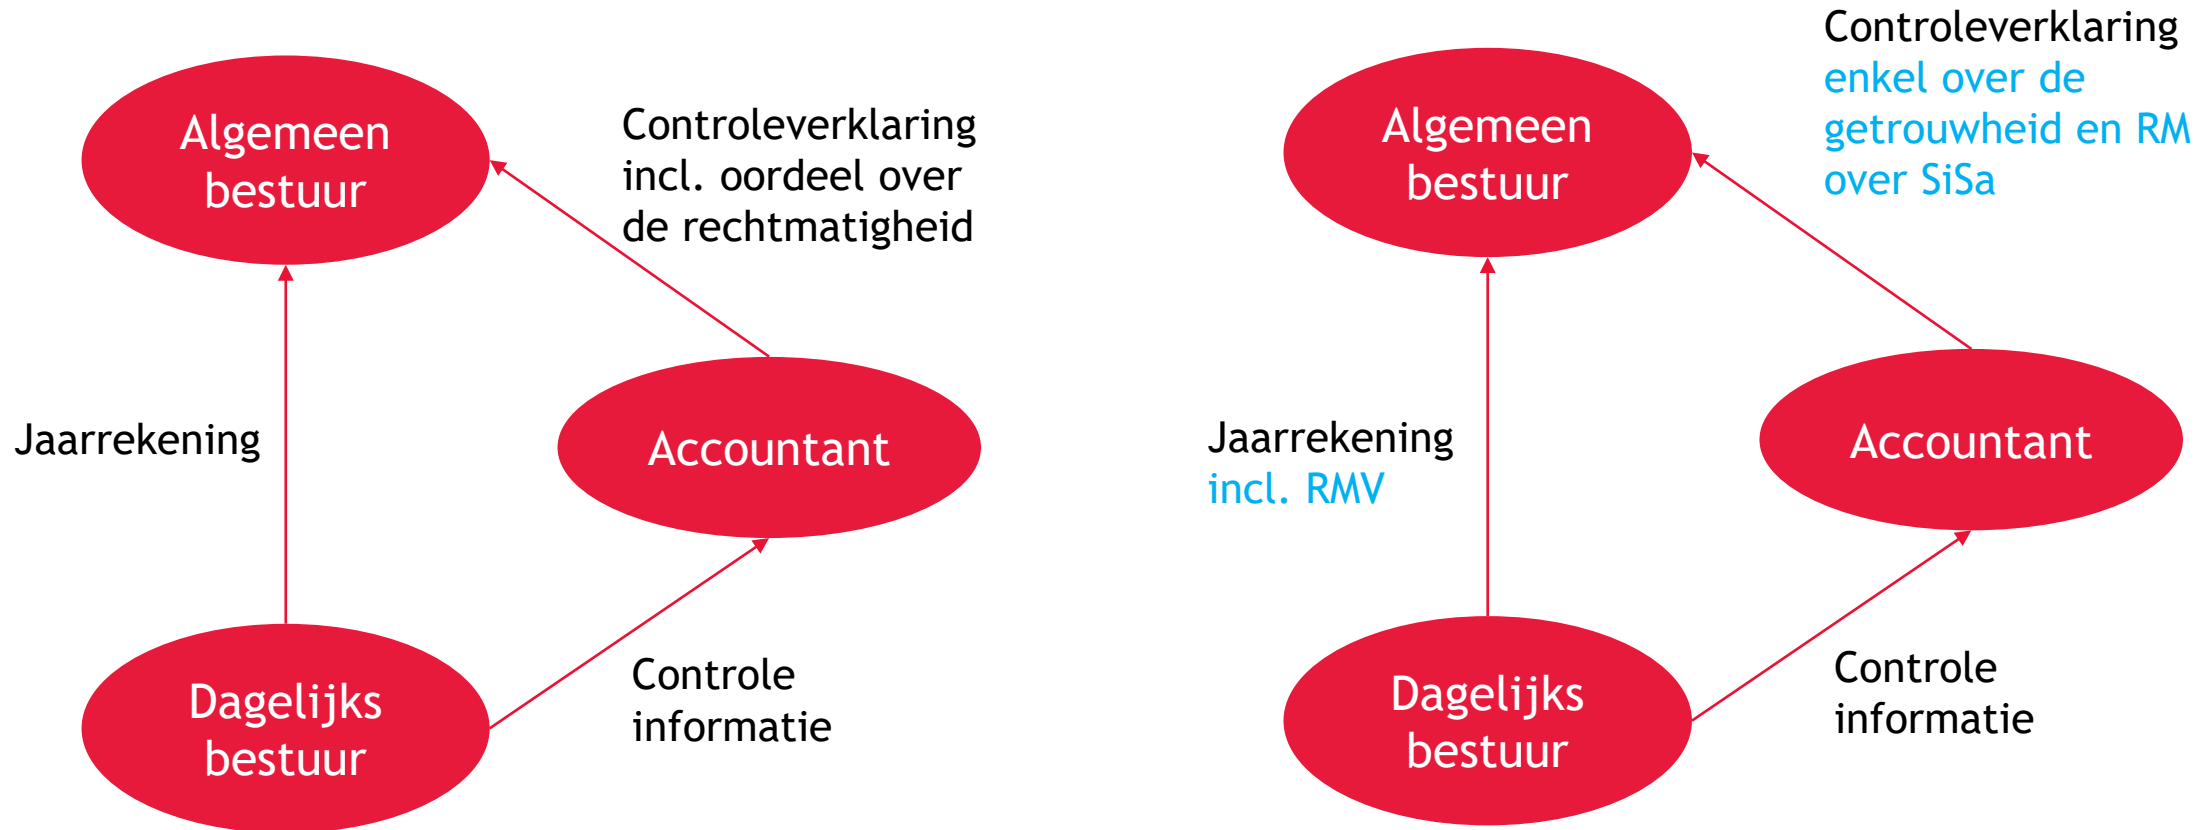 Algemeen
bestuur
Controleverklaring
incl. oordeel over
de rechtmatigheid
Jaarrekening
Accountant
Dagelijks
bestuur
Controle
informatie
Controleverklaring
enkel over de
getrouwheid en RM
over SiSa
Algemeen
bestuur
Jaarrekening
incl. RMV
Accountant
Dagelijks
bestuur
Controle
informatie